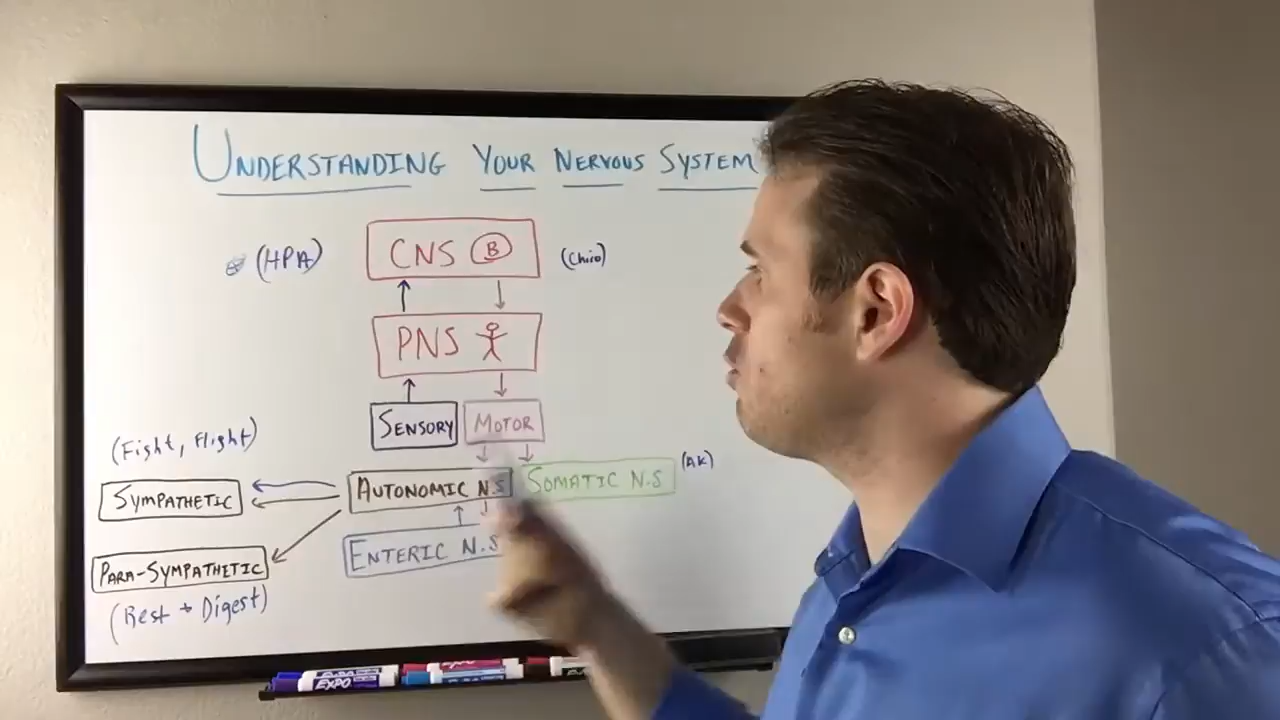 UNDERSTANDING YOUR NERVOUS SYSTEM
(HPA) CNS B (Chiro)
PNS
SENSORY MOTOR
(Fight, Flight)
SYMPATHETIC AUTONOMIC N.S SOMATIC N.S (AK)
PARA-SYMPATHETIC ENTERIC N.S
(Rest + Digest)
EXPO